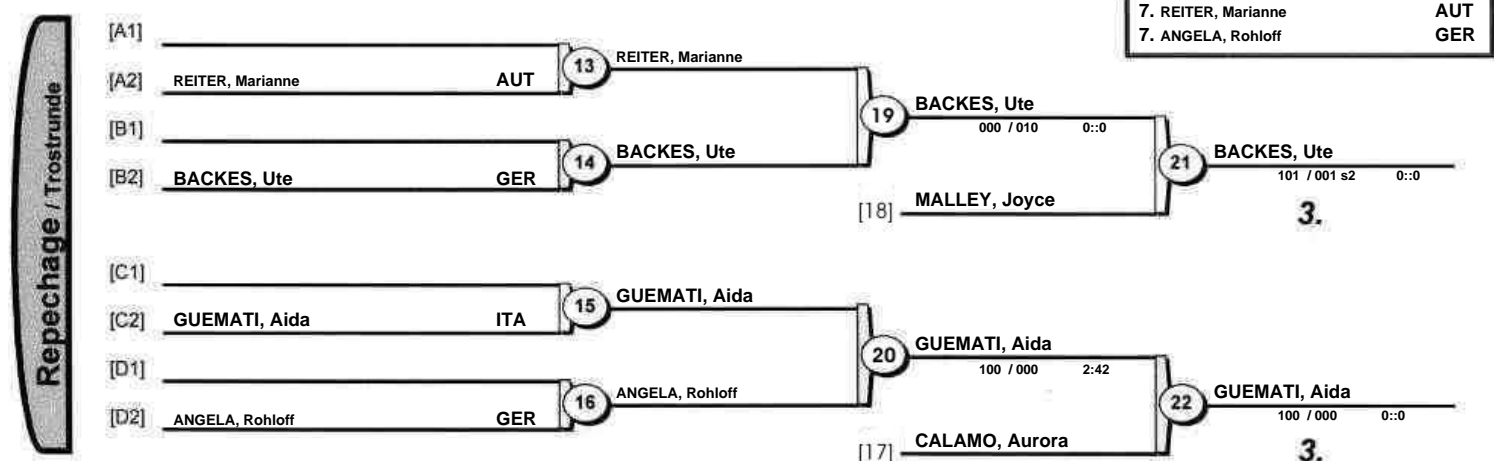 7. REITER, Marianne AUT
7. ANGELA, Rohloff GER
Repechage / Trostrunde
[A1]
[A2] REITER, Marianne AUT
13 REITER, Marianne
[B1]
[B2] BACKES, Ute GER
14 BACKES, Ute
19 BACKES, Ute
000 / 010 0::0
[18] MALLEY, Joyce
21 BACKES, Ute
101 / 001 s2 0::0
3.
[C1]
[C2] GUEMATI, Aida ITA
15 GUEMATI, Aida
[D1]
[D2] ANGELA, Rohloff GER
16 ANGELA, Rohloff
20 GUEMATI, Aida
100 / 000 2:42
[17] CALAMO, Aurora
22 GUEMATI, Aida
100 / 000 0::0
3.